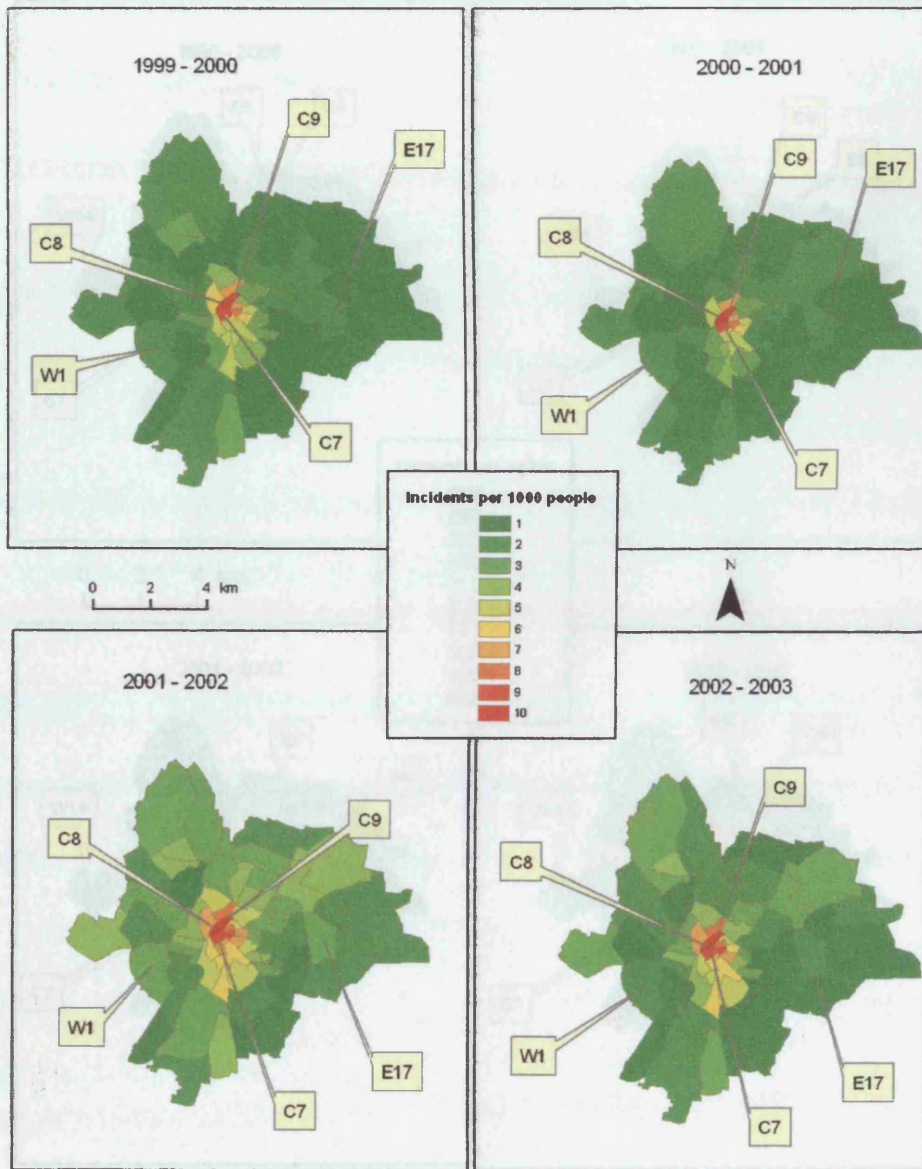 1999 - 2000
C9
E17
C8
W1
C7
2000 - 2001
C9
E17
C8
W1
C7
Incidents per 1000 people
1
2
3
4
5
6
7
8
9
10
0 2 4 km
N
2001 - 2002
C8
C9
W1
E17
C7
2002 - 2003
C9
C8
W1
E17
C7